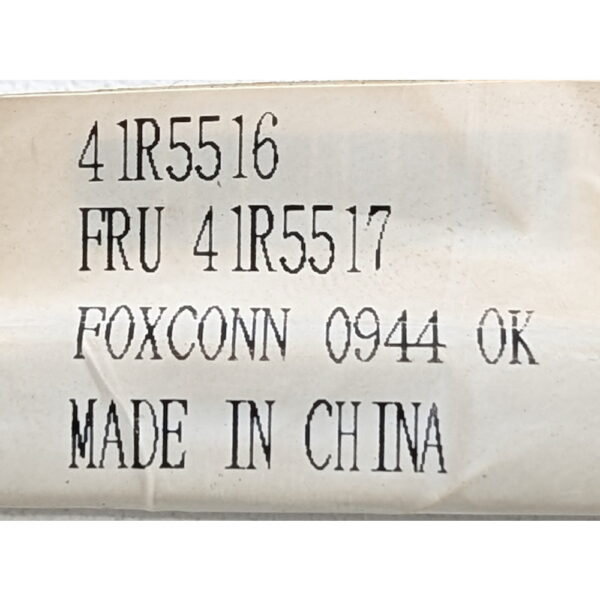 41R5516
FRU 41R5517
FOXCONN 0944 OK
MADE IN CHINA